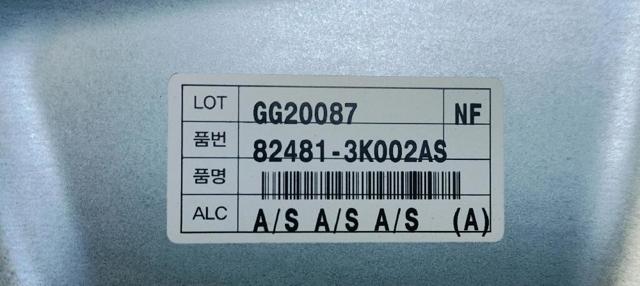 LOT GG20087 NF
품번 82481-3K002AS
품명
ALC A/S A/S A/S (A)